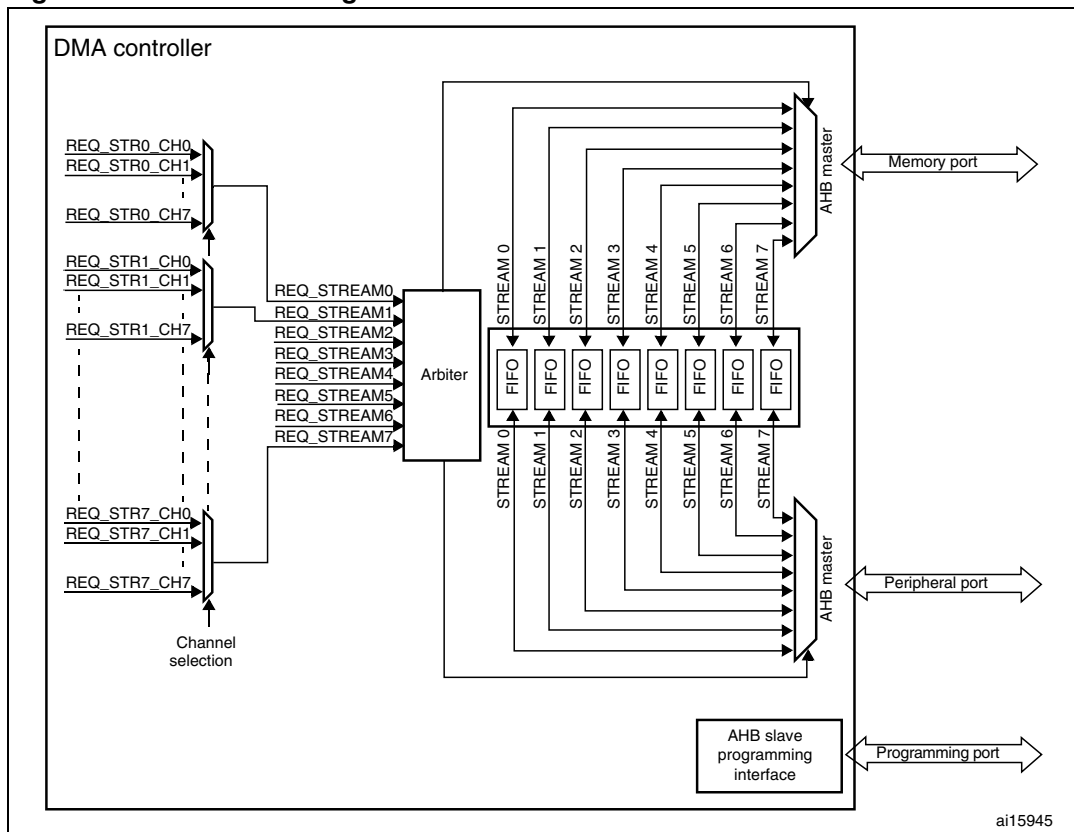 DMA controller
REQ_STR0_CH0
REQ_STR0_CH1
REQ_STR0_CH7
REQ_STR1_CH0
REQ_STR1_CH1
REQ_STR1_CH7
REQ_STR7_CH0
REQ_STR7_CH1
REQ_STR7_CH7
Channel
selection
REQ_STREAM0
REQ_STREAM1
REQ_STREAM2
REQ_STREAM3
REQ_STREAM4
REQ_STREAM5
REQ_STREAM6
REQ_STREAM7
Arbiter
STREAM 0
STREAM 1
STREAM 2
STREAM 3
STREAM 4
STREAM 5
STREAM 6
STREAM 7
FIFO
FIFO
FIFO
FIFO
FIFO
FIFO
FIFO
FIFO
STREAM 0
STREAM 1
STREAM 2
STREAM 3
STREAM 4
STREAM 5
STREAM 6
STREAM 7
AHB master
Memory port
AHB master
Peripheral port
AHB slave
programming
interface
Programming port
ai15945